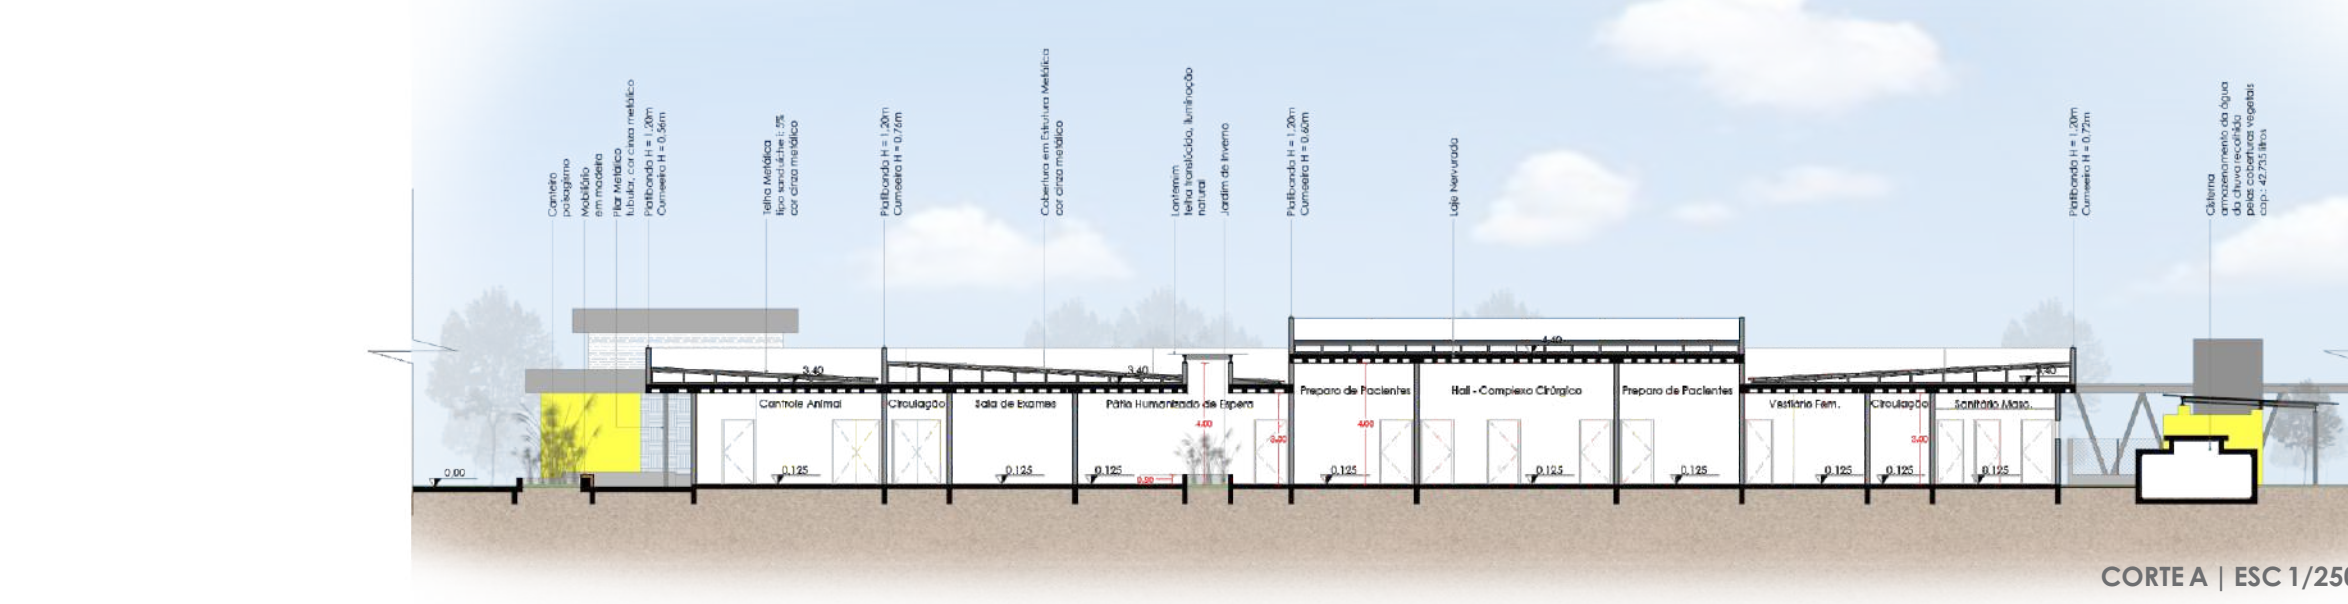 Canteiro
paisagismo
Mobiliário
em madeira
Pilar Metálico
tubular, cor cinza metálico
Platibanda H = 1,20m
Cumeeira H = 0,56m
Telha Metálica
tipo sanduíche i: 5%
cor cinza metálico
Platibanda H = 1,20m
Cumeeira H = 0,76m
Cobertura em Estrutura Metálica
cor cinza metálico
Lanternim
telha translúcida, iluminação
natural
Jardim de Inverno
Platibanda H = 1,20m
Cumeeira H = 0,60m
Laje Nervurada
Platibanda H = 1,20m
Cumeeira H = 0,72m
Cisterna
armazenamento da água
da chuva recolhida
pelas coberturas vegetais
cap.: 42.735 litros
4.40
3.40
3.40
3.40
Controle Animal
Circulação
Sala de Exames
Pátio Humanizado de Espera
Preparo de Pacientes
Hall - Complexo Cirúrgico
Preparo de Pacientes
Vestiário Fem.
Circulação
Sanitário Masc.
4.00
3.00
4.00
3.00
0,00
0.125
0.125
0.125
0.125
0.125
0.125
0.125
0.125
0.125
CORTE A | ESC 1/250